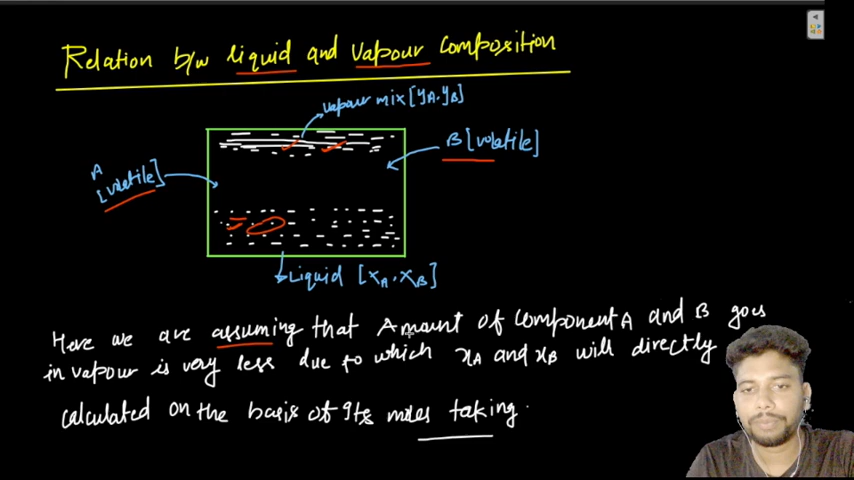 Relation b/w liquid and vapour composition
vapour mix [yA, yB]
B [volatile]
A
[volatile]
Liquid [xA, xB]
Here we are assuming that Amount of component A and B goes
in vapour is very less due to which xA and xB will directly
calculated on the basis of Its moles taking.